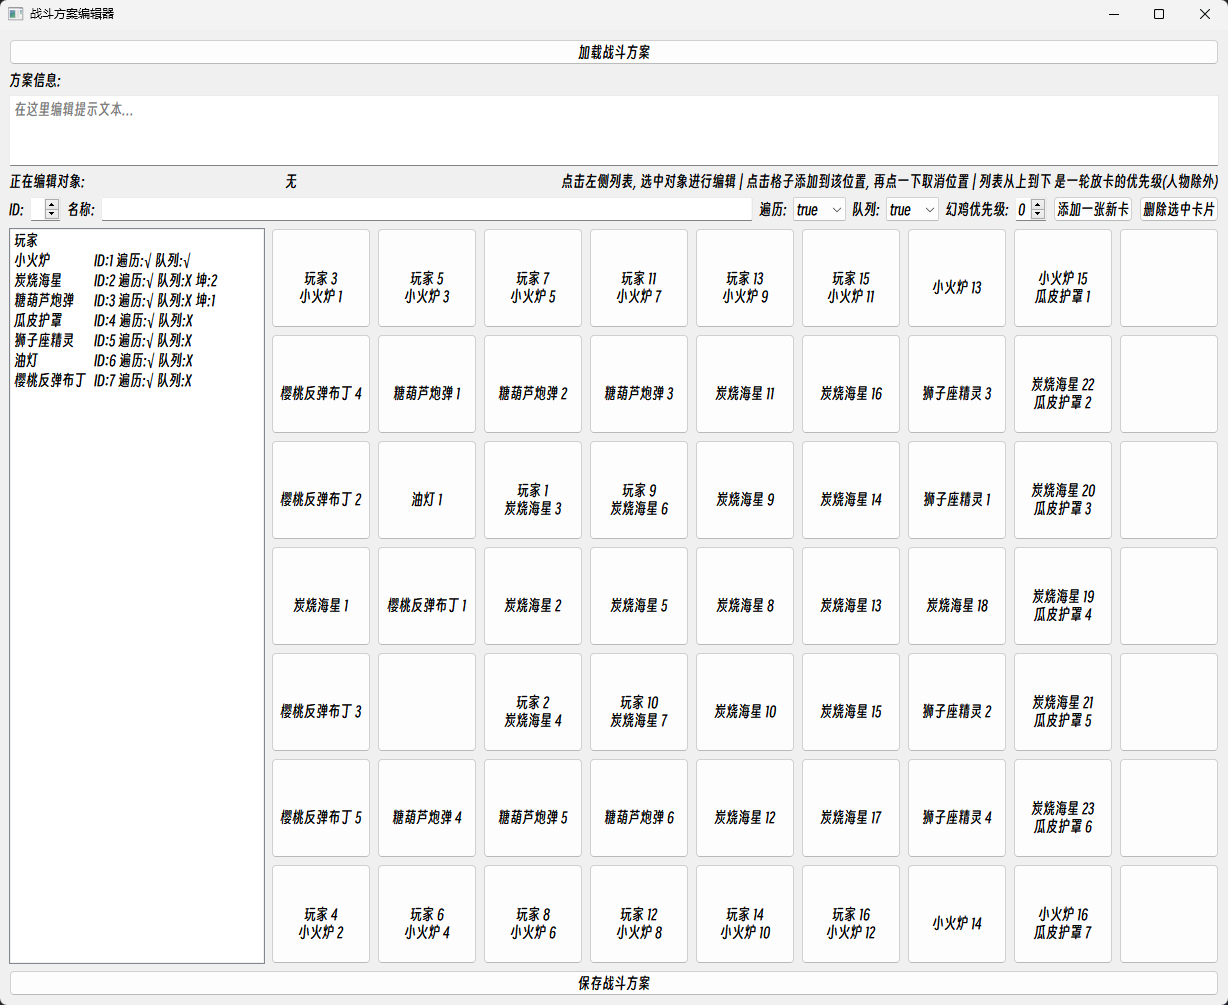 战斗方案编辑器
加载战斗方案
方案信息:
在这里编辑提示文本...
正在编辑对象: 无 点击左侧列表, 选中对象进行编辑 | 点击格子添加到该位置, 再点一下取消位置 | 列表从上到下 是一轮放卡的优先级(人物除外)
ID: 名称: 遍历: true 队列: true 幻鸡优先级: 0 添加一张新卡 删除选中卡片
玩家
小火炉 ID:1 遍历:√ 队列:√
炭烧海星 ID:2 遍历:√ 队列:X 坤:2
糖葫芦炮弹 ID:3 遍历:√ 队列:X 坤:1
瓜皮护罩 ID:4 遍历:√ 队列:X
狮子座精灵 ID:5 遍历:√ 队列:X
油灯 ID:6 遍历:√ 队列:X
樱桃反弹布丁 ID:7 遍历:√ 队列:X
玩家 3
小火炉 1
玩家 5
小火炉 3
玩家 7
小火炉 5
玩家 11
小火炉 7
玩家 13
小火炉 9
玩家 15
小火炉 11
小火炉 13
小火炉 15
瓜皮护罩 1
樱桃反弹布丁 4
糖葫芦炮弹 1
糖葫芦炮弹 2
糖葫芦炮弹 3
炭烧海星 11
炭烧海星 16
狮子座精灵 3
炭烧海星 22
瓜皮护罩 2
樱桃反弹布丁 2
油灯 1
玩家 1
炭烧海星 3
玩家 9
炭烧海星 6
炭烧海星 9
炭烧海星 14
狮子座精灵 1
炭烧海星 20
瓜皮护罩 3
炭烧海星 1
樱桃反弹布丁 1
炭烧海星 2
炭烧海星 5
炭烧海星 8
炭烧海星 13
炭烧海星 18
炭烧海星 19
瓜皮护罩 4
樱桃反弹布丁 3
玩家 2
炭烧海星 4
玩家 10
炭烧海星 7
炭烧海星 10
炭烧海星 15
狮子座精灵 2
炭烧海星 21
瓜皮护罩 5
樱桃反弹布丁 5
糖葫芦炮弹 4
糖葫芦炮弹 5
糖葫芦炮弹 6
炭烧海星 12
炭烧海星 17
狮子座精灵 4
炭烧海星 23
瓜皮护罩 6
玩家 4
小火炉 2
玩家 6
小火炉 4
玩家 8
小火炉 6
玩家 12
小火炉 8
玩家 14
小火炉 10
玩家 16
小火炉 12
小火炉 14
小火炉 16
瓜皮护罩 7
保存战斗方案